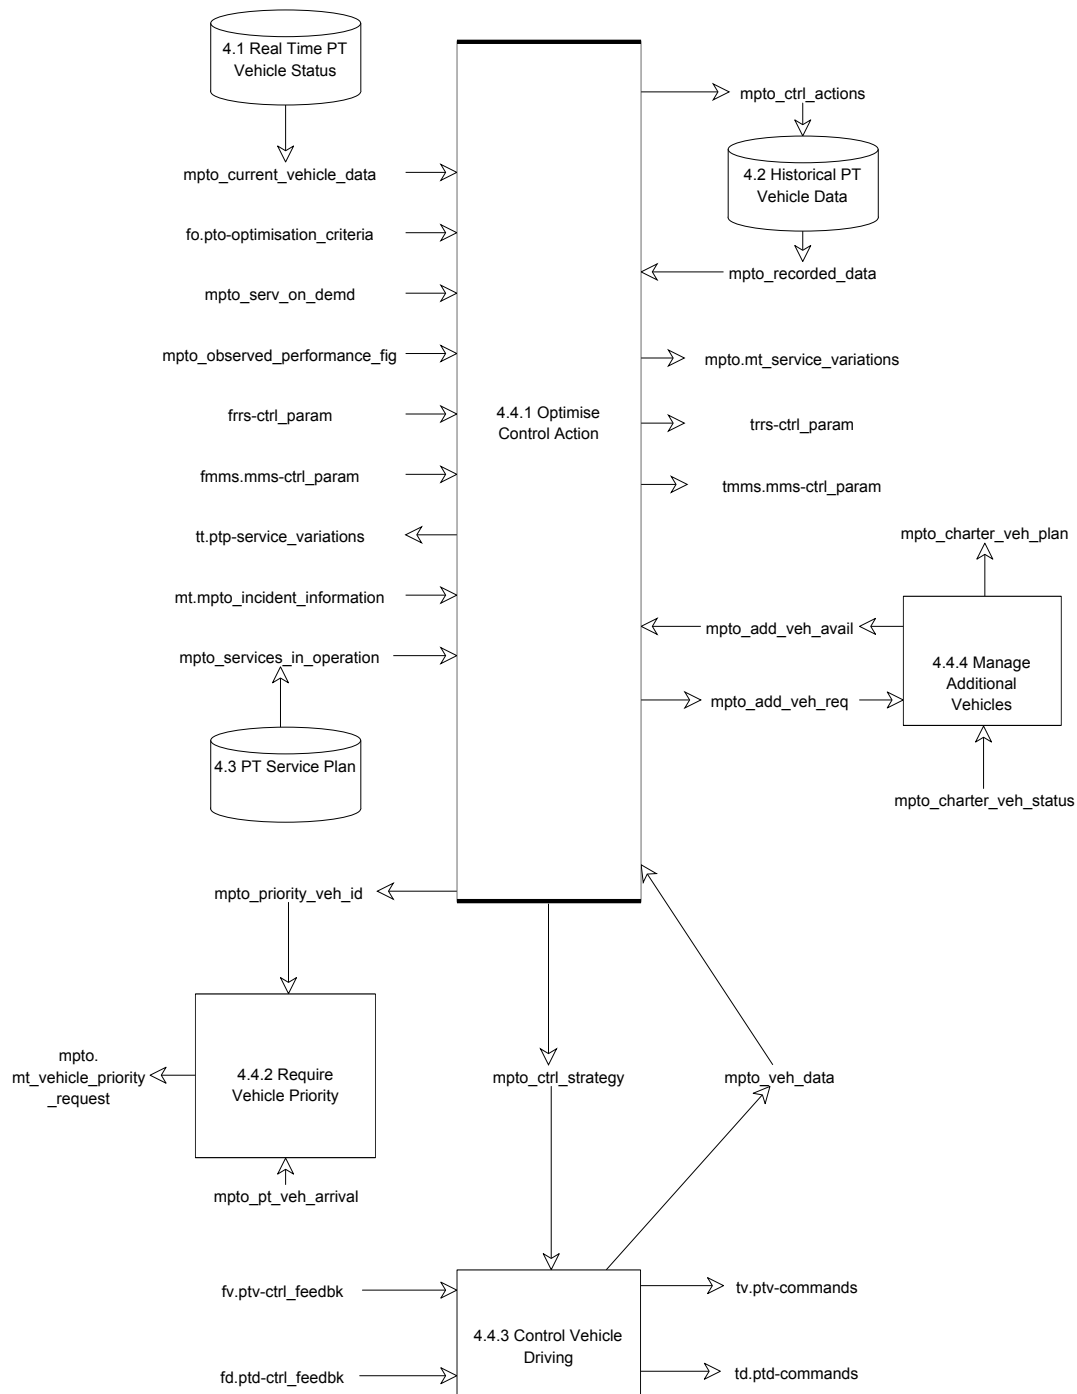 4.1 Real Time PT
Vehicle Status
mpto_ctrl_actions
mpto_current_vehicle_data
4.2 Historical PT
Vehicle Data
fo.pto-optimisation_criteria
mpto_recorded_data
mpto_serv_on_demd
mpto_observed_performance_fig
mpto.mt_service_variations
frrs-ctrl_param
4.4.1 Optimise
Control Action
trrs-ctrl_param
fmms.mms-ctrl_param
tmms.mms-ctrl_param
tt.ptp-service_variations
mpto_charter_veh_plan
mt.mpto_incident_information
mpto_add_veh_avail
mpto_services_in_operation
4.4.4 Manage
Additional
Vehicles
mpto_add_veh_req
4.3 PT Service Plan
mpto_charter_veh_status
mpto_priority_veh_id
mpto.
mt_vehicle_priority
_request
4.4.2 Require
Vehicle Priority
mpto_ctrl_strategy
mpto_veh_data
mpto_pt_veh_arrival
fv.ptv-ctrl_feedbk
tv.ptv-commands
4.4.3 Control Vehicle
Driving
fd.ptd-ctrl_feedbk
td.ptd-commands